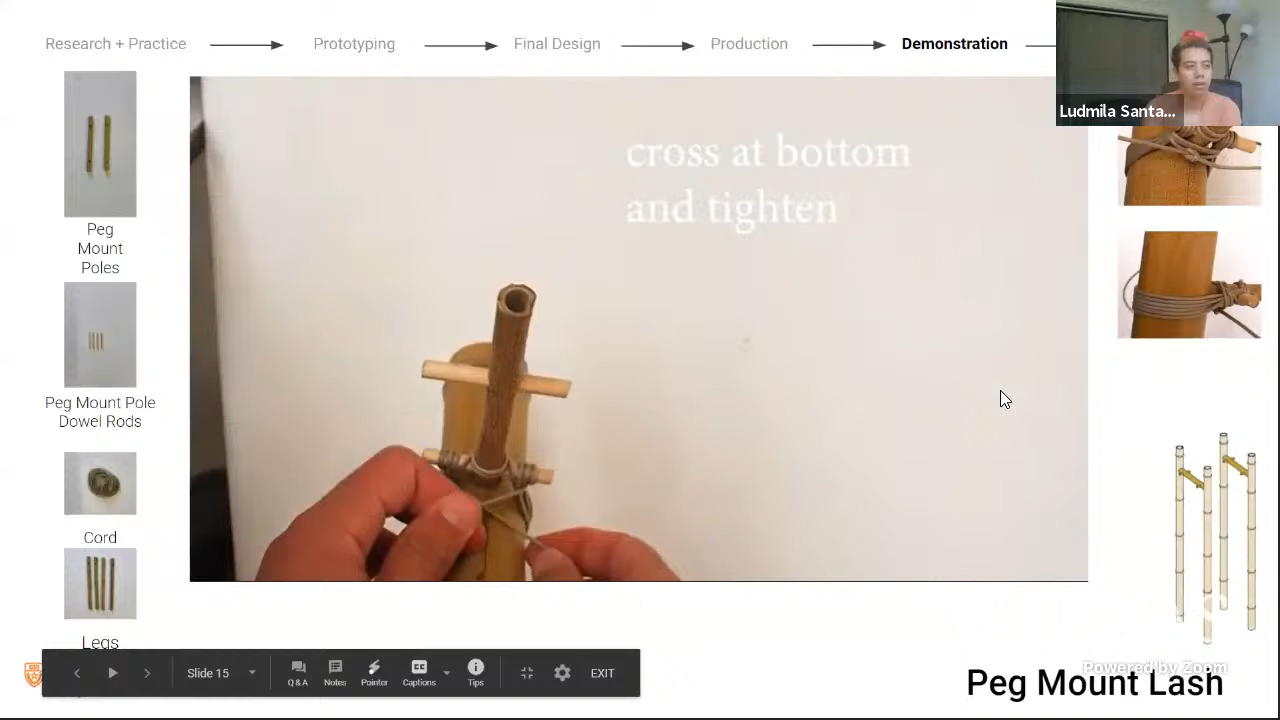 Research + Practice
Prototyping
Final Design
Production
Demonstration
Ludmila Santa...
Peg
Mount
Poles
Peg Mount Pole
Dowel Rods
Cord
Legs
cross at bottom
and tighten
Slide 15
Q & A
Notes
Pointer
CC
Captions
Tips
EXIT
Powered by Zoom
Peg Mount Lash